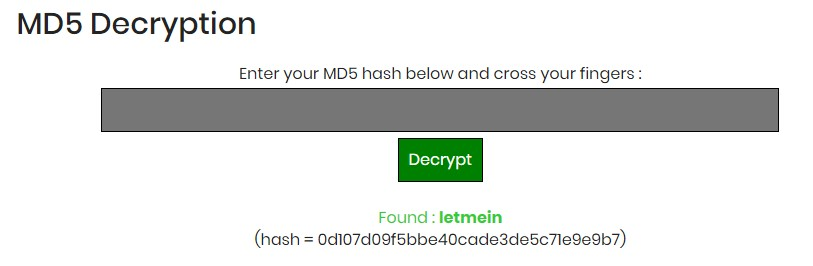 MD5 Decryption
Enter your MD5 hash below and cross your fingers :
Decrypt
Found : letmein
(hash = 0d107d09f5bbe40cade3de5c71e9e9b7)